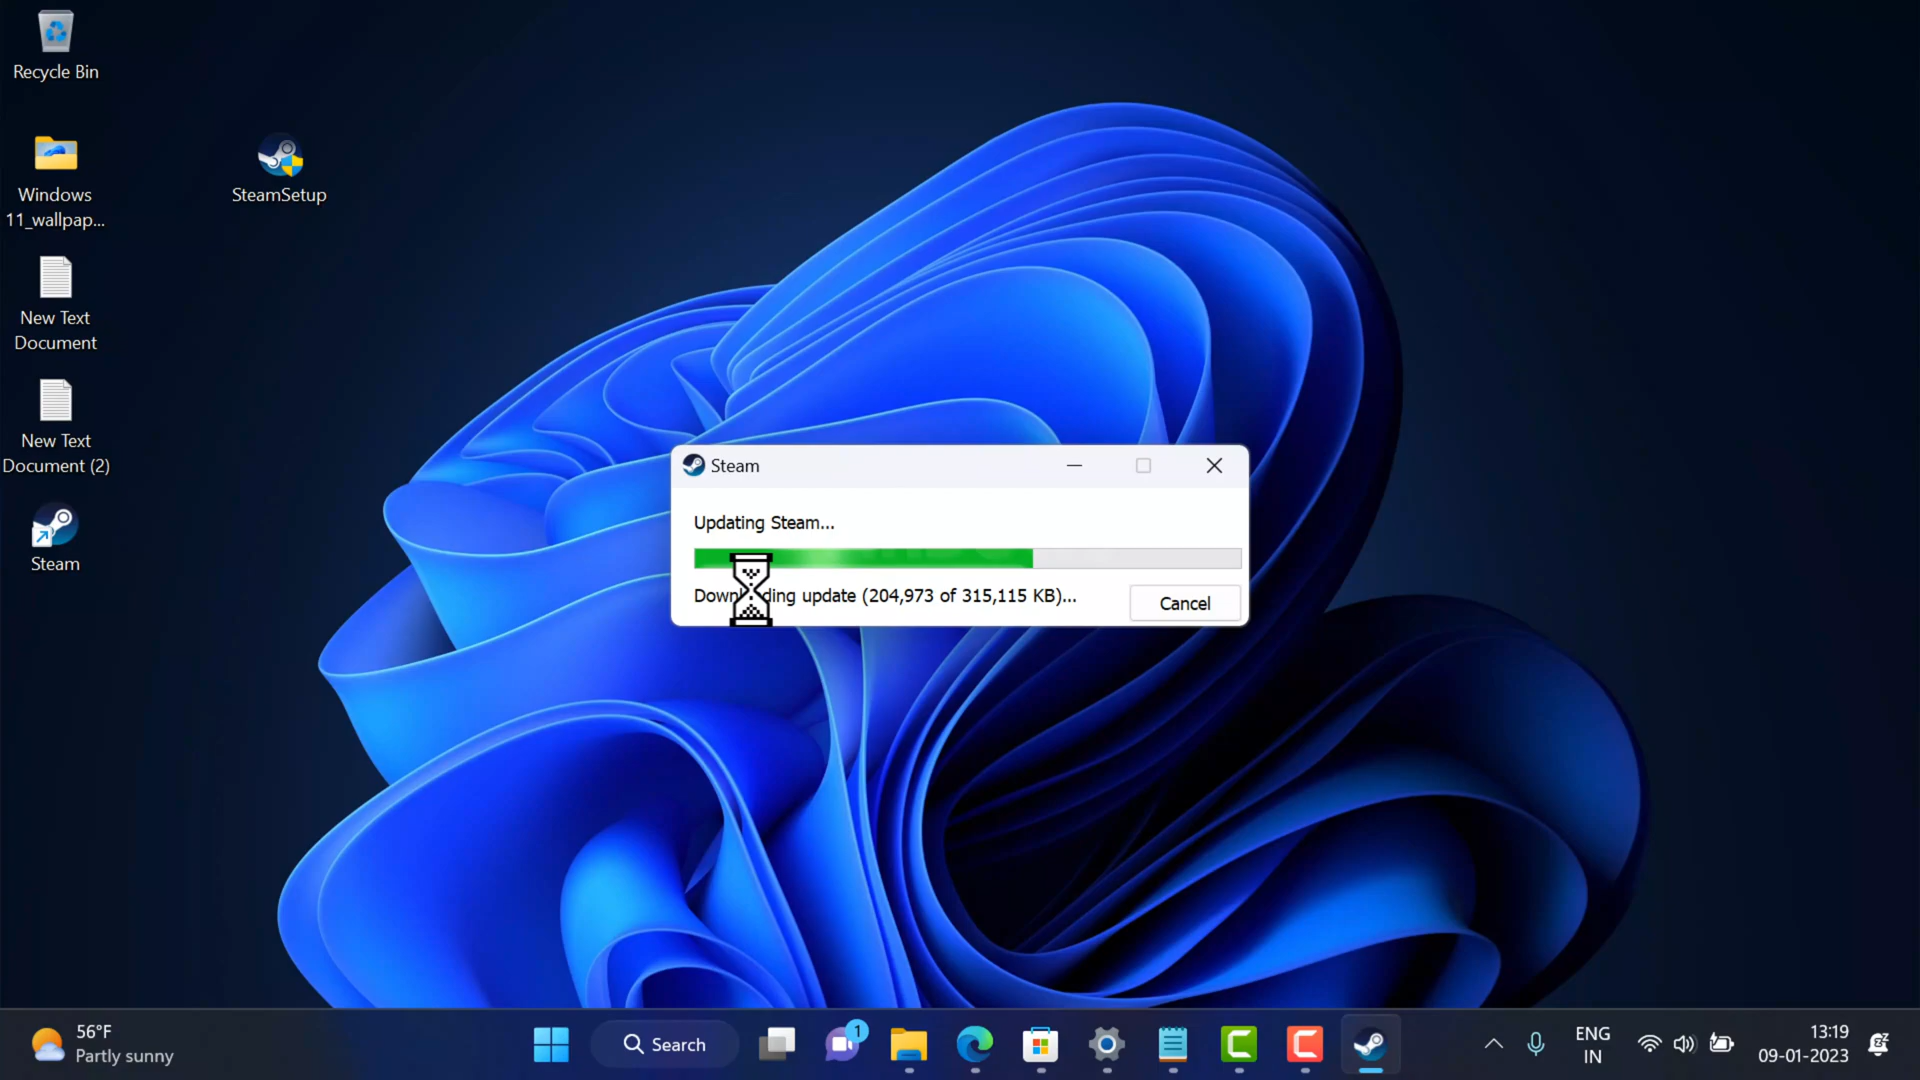 Recycle Bin
Windows
11_wallpap...
SteamSetup
New Text
Document
New Text
Document (2)
Steam
Steam
Updating Steam...
update (204,973 of 315,115 KB)...
Cancel
56°F
Partly sunny
Search
1
ENG
IN
13:19
09-01-2023